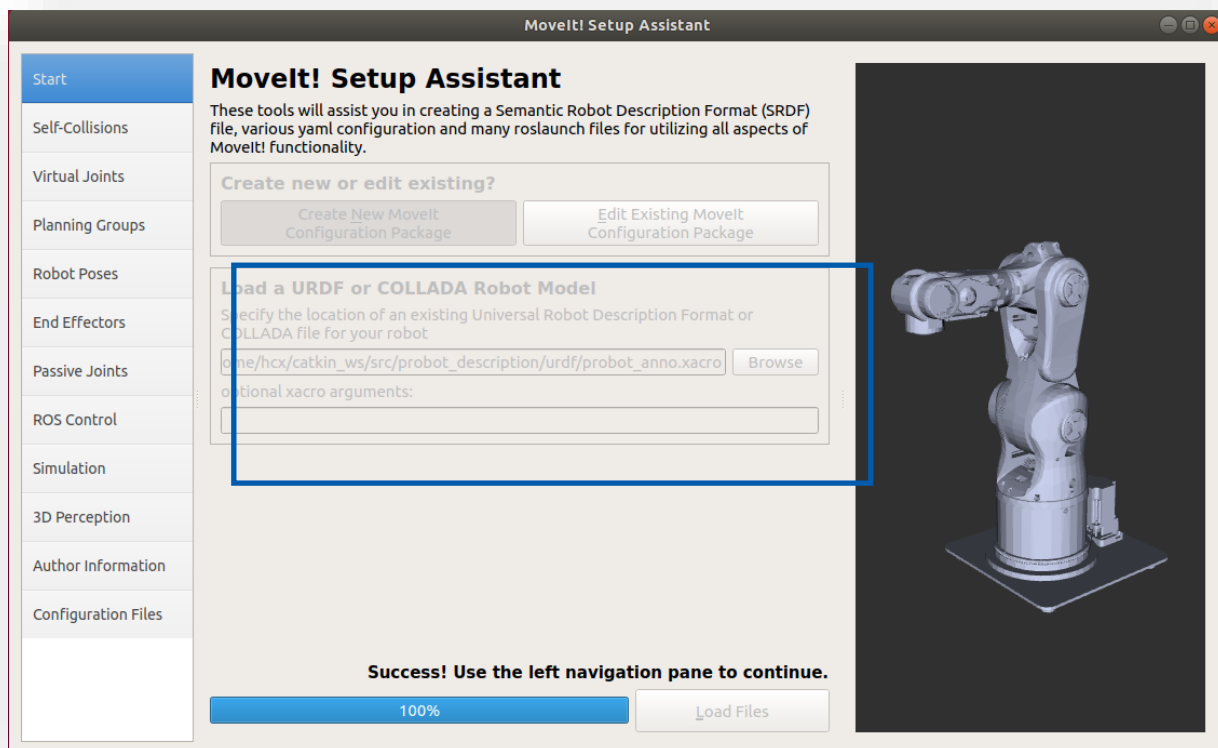 MoveIt! Setup Assistant
Start
Self-Collisions
Virtual Joints
Planning Groups
Robot Poses
End Effectors
Passive Joints
ROS Control
Simulation
3D Perception
Author Information
Configuration Files
MoveIt! Setup Assistant
These tools will assist you in creating a Semantic Robot Description Format (SRDF)
file, various yaml configuration and many roslaunch files for utilizing all aspects of
MoveIt! functionality.
Create new or edit existing?
Create New MoveIt
Configuration Package
Edit Existing MoveIt
Configuration Package
Load a URDF or COLLADA Robot Model
Specify the location of an existing Universal Robot Description Format or
COLLADA file for your robot
ome/hcx/catkin_ws/src/probot_description/urdf/probot_anno.xacro
Browse
optional xacro arguments:
Success! Use the left navigation pane to continue.
100%
Load Files